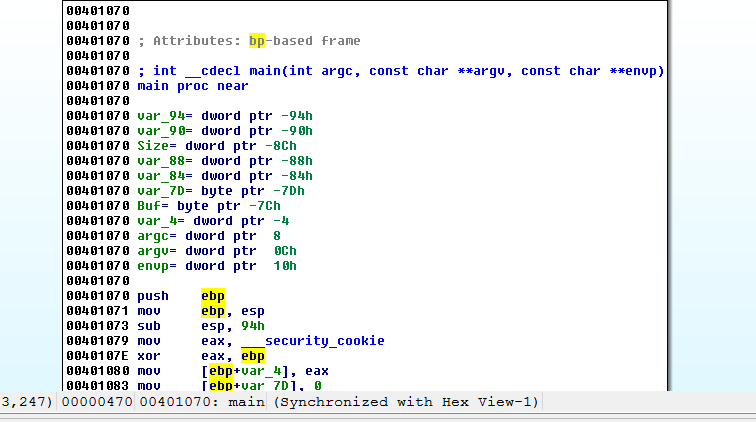 00401070
00401070
00401070 ; Attributes: bp-based frame
00401070
00401070 ; int __cdecl main(int argc, const char **argv, const char **envp)
00401070 main proc near
00401070
00401070 var_94= dword ptr -94h
00401070 var_90= dword ptr -90h
00401070 Size= dword ptr -8Ch
00401070 var_88= dword ptr -88h
00401070 var_84= dword ptr -84h
00401070 var_7D= byte ptr -7Dh
00401070 Buf= byte ptr -7Ch
00401070 var_4= dword ptr -4
00401070 argc= dword ptr  8
00401070 argv= dword ptr  0Ch
00401070 envp= dword ptr  10h
00401070
00401070 push    ebp
00401071 mov     ebp, esp
00401073 sub     esp, 94h
00401079 mov     eax, ___security_cookie
0040107E xor     eax, ebp
00401080 mov     [ebp+var_4], eax
00401083 mov     [ebp+var_7D], 0
3,247) 00000470 00401070: main (Synchronized with Hex View-1)